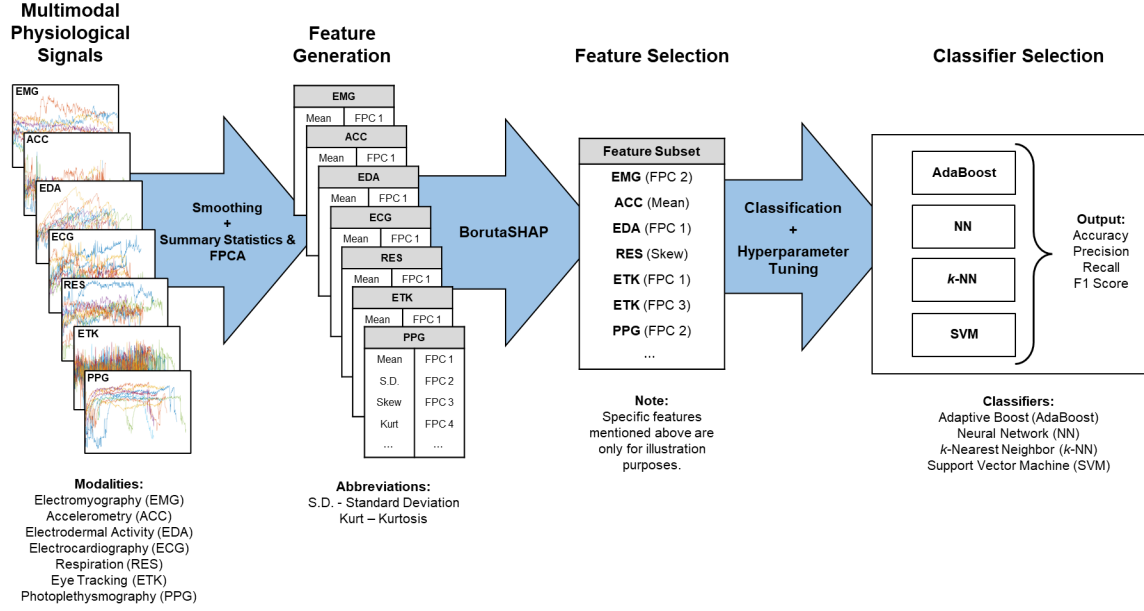 Multimodal
Physiological
Signals
EMG
ACC
EDA
ECG
RES
ETK
PPG
Modalities:
Electromyography (EMG)
Accelerometry (ACC)
Electrodermal Activity (EDA)
Electrocardiography (ECG)
Respiration (RES)
Eye Tracking (ETK)
Photoplethysmography (PPG)
Smoothing
+
Summary Statistics &
FPCA
Feature
Generation
EMG
Mean FPC 1
ACC
Mean FPC 1
EDA
Mean FPC 1
ECG
Mean FPC 1
RES
Mean FPC 1
ETK
Mean FPC 1
PPG
Mean FPC 1
S.D. FPC 2
Skew FPC 3
Kurt FPC 4
... ...
Abbreviations:
S.D. - Standard Deviation
Kurt – Kurtosis
BorutaSHAP
Feature Selection
Feature Subset
EMG (FPC 2)
ACC (Mean)
EDA (FPC 1)
RES (Skew)
ETK (FPC 1)
ETK (FPC 3)
PPG (FPC 2)
...
Note:
Specific features
mentioned above are
only for illustration
purposes.
Classification
+
Hyperparameter
Tuning
Classifier Selection
AdaBoost
NN
k-NN
SVM
Output:
Accuracy
Precision
Recall
F1 Score
Classifiers:
Adaptive Boost (AdaBoost)
Neural Network (NN)
k-Nearest Neighbor (k-NN)
Support Vector Machine (SVM)